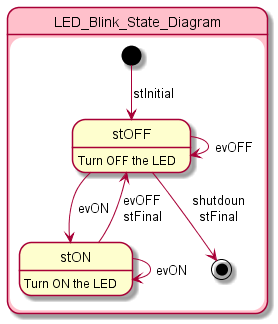 LED_Blink_State_Diagram
stInitial
stOFF
Turn OFF the LED
evOFF
evON
evOFF
stFinal
shutdoun
stFinal
stON
Turn ON the LED
evON